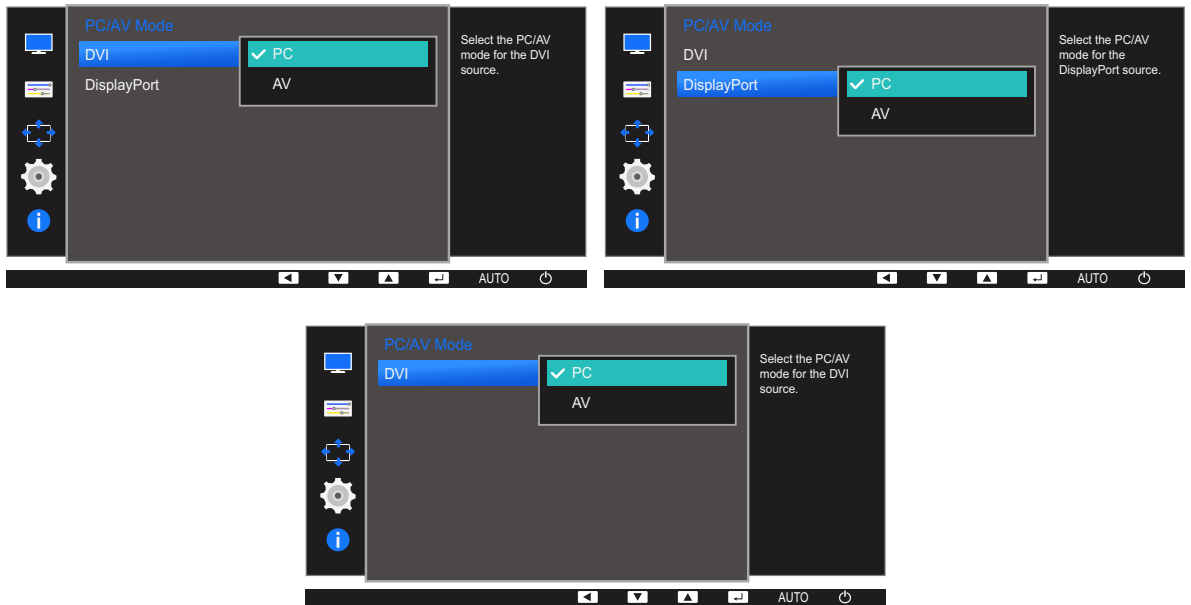 PC/AV Mode
DVI
PC
DisplayPort
AV
Select the PC/AV
mode for the DVI
source.
AUTO
PC/AV Mode
DVI
DisplayPort
PC
AV
Select the PC/AV
mode for the
DisplayPort source.
AUTO
PC/AV Mode
DVI
PC
AV
Select the PC/AV
mode for the DVI
source.
AUTO